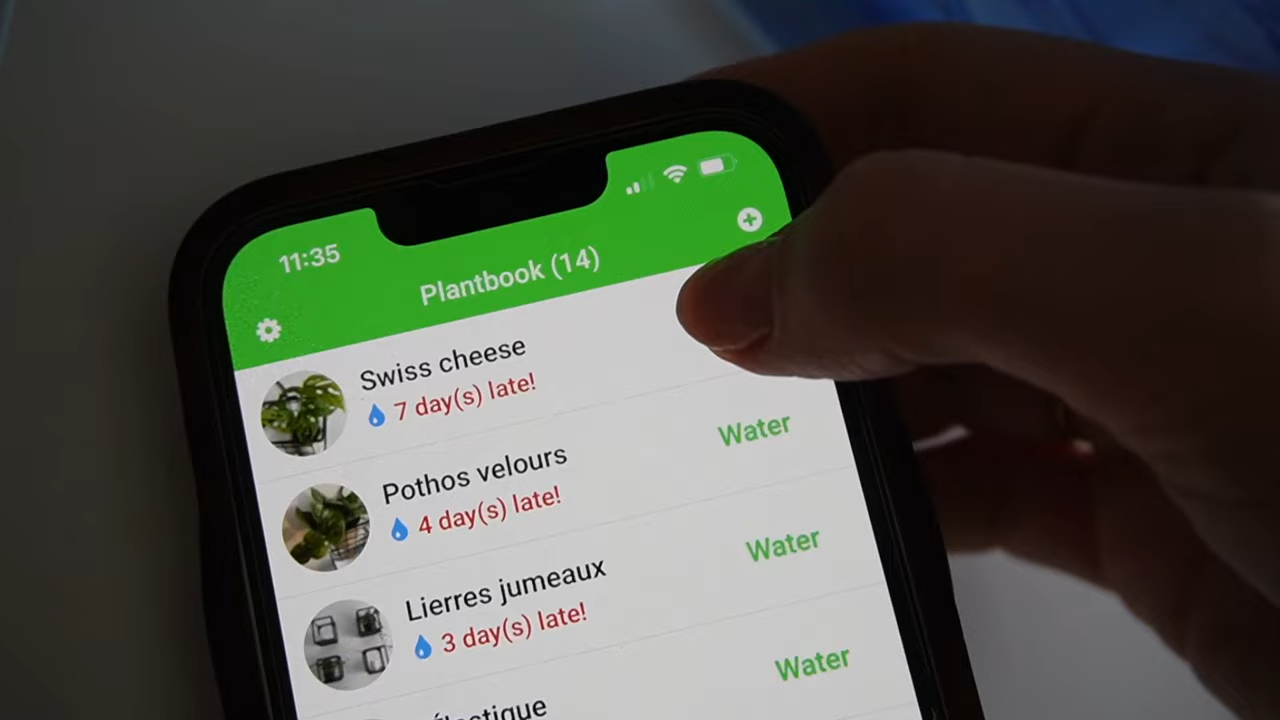 11:35
Plantbook (14)
Swiss cheese
7 day(s) late!
Water
Pothos velours
4 day(s) late!
Water
Lierres jumeaux
3 day(s) late!
Water
Élastique